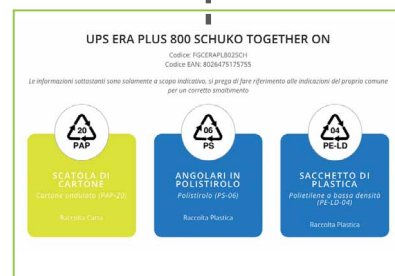 UPS ERA PLUS 800 SCHUKO TOGETHER ON
Codice: FGCERAPL802SCH
Codice EAN: 8026475175755
Le informazioni sottostanti sono solamente a scopo indicativo, si prega di fare riferimento alle indicazioni del proprio comune
per un corretto smaltimento
20
PAP
SCATOLA DI
CARTONE
Cartone ondulato (PAP-20)
Raccolta Carta
06
PS
ANGOLARI IN
POLISTIROLO
Polistirolo (PS-06)
Raccolta Plastica
04
PE-LD
SACCHETTO DI
PLASTICA
Polietilene a bassa densità
(PE-LD-04)
Raccolta Plastica